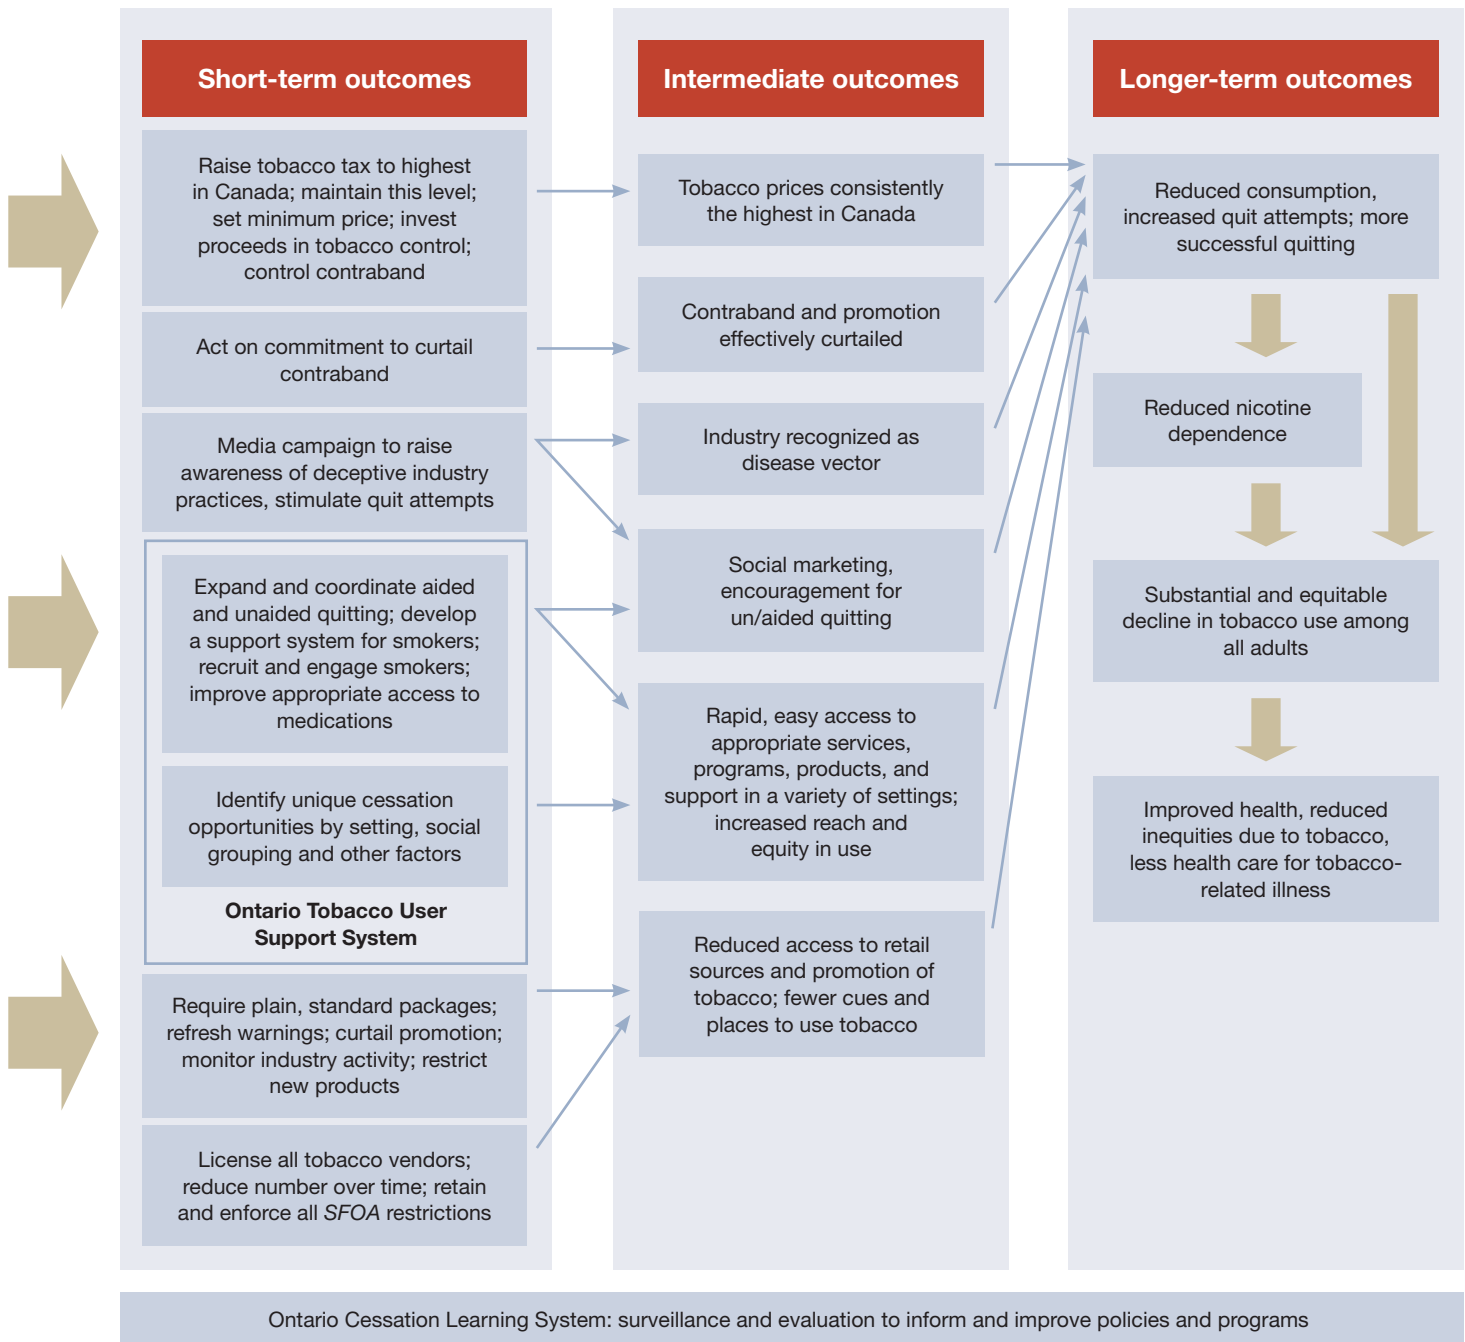 Short-term outcomes
Raise tobacco tax to highest
in Canada; maintain this level;
set minimum price; invest
proceeds in tobacco control;
control contraband
Act on commitment to curtail
contraband
Media campaign to raise
awareness of deceptive industry
practices, stimulate quit attempts
Expand and coordinate aided
and unaided quitting; develop
a support system for smokers;
recruit and engage smokers;
improve appropriate access to
medications
Identify unique cessation
opportunities by setting, social
grouping and other factors
Ontario Tobacco User
Support System
Require plain, standard packages;
refresh warnings; curtail promotion;
monitor industry activity; restrict
new products
License all tobacco vendors;
reduce number over time; retain
and enforce all SFOA restrictions
Intermediate outcomes
Tobacco prices consistently
the highest in Canada
Contraband and promotion
effectively curtailed
Industry recognized as
disease vector
Social marketing,
encouragement for
un/aided quitting
Rapid, easy access to
appropriate services,
programs, products, and
support in a variety of settings;
increased reach and
equity in use
Reduced access to retail
sources and promotion of
tobacco; fewer cues and
places to use tobacco
Longer-term outcomes
Reduced consumption,
increased quit attempts; more
successful quitting
Reduced nicotine
dependence
Substantial and equitable
decline in tobacco use among
all adults
Improved health, reduced
inequities due to tobacco,
less health care for tobacco-
related illness
Ontario Cessation Learning System: surveillance and evaluation to inform and improve policies and programs